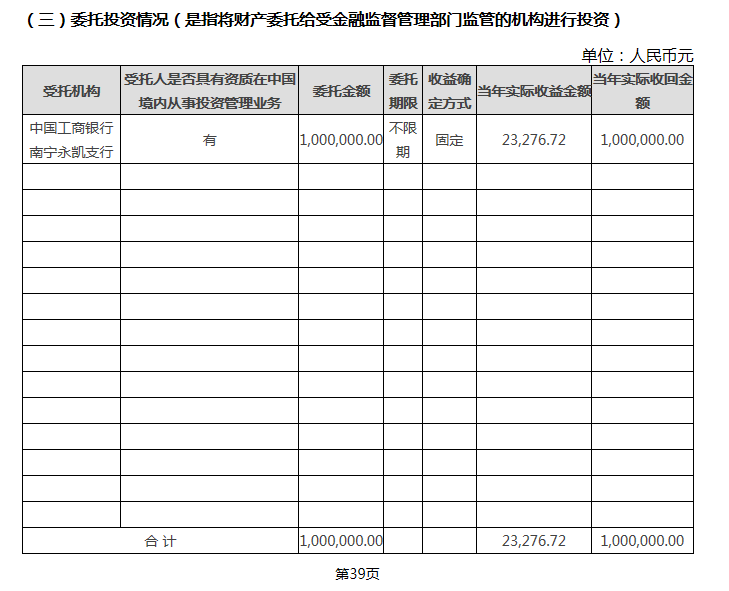 （三）委托投资情况（是指将财产委托给受金融监督管理部门监管的机构进行投资）
单位：人民币元
受托机构 受托人是否具有资质在中国境内从事投资管理业务 委托金额 委托期限 收益确定方式 当年实际收益金额 当年实际收回金额
中国工商银行南宁永凯支行 有 1,000,000.00 不限期 固定 23,276.72 1,000,000.00
合 计 1,000,000.00 23,276.72 1,000,000.00
第39页